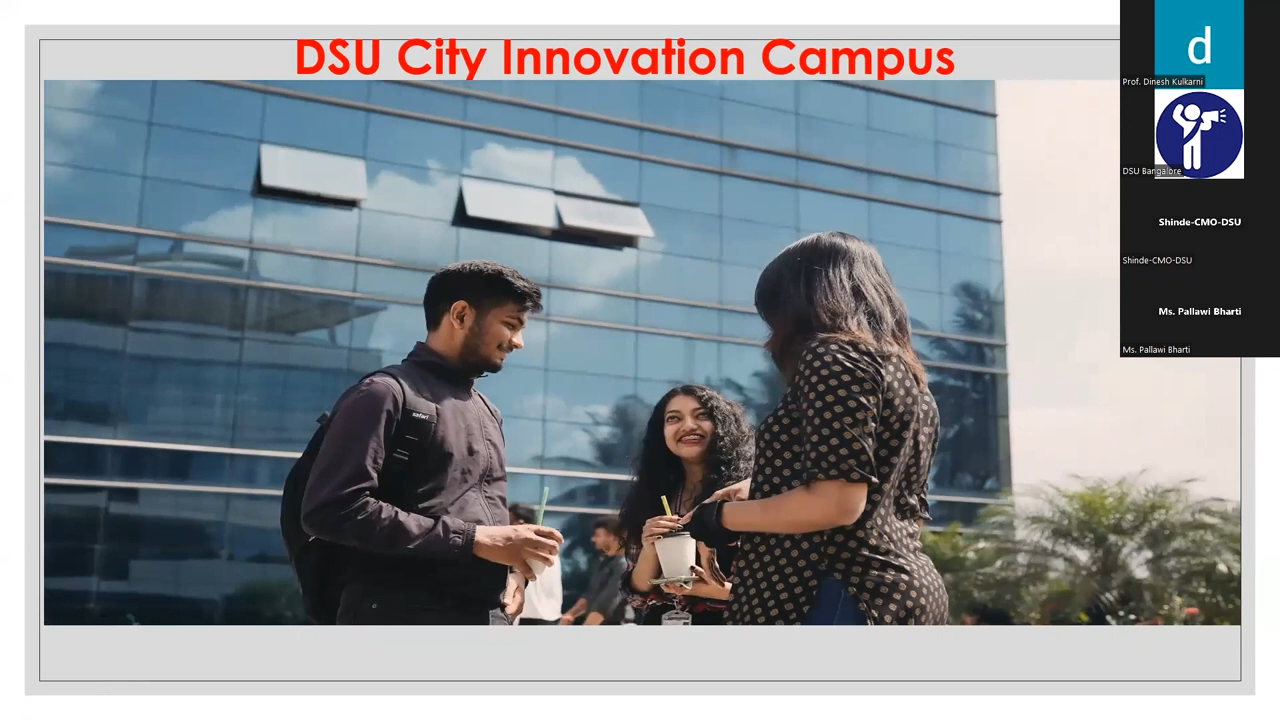 DSU City Innovation Campus
d
Prof. Dinesh Kulkarni
DSU Bangalore
Shinde-CMO-DSU
Shinde-CMO-DSU
Ms. Pallawi Bharti
Ms. Pallawi Bharti
safari